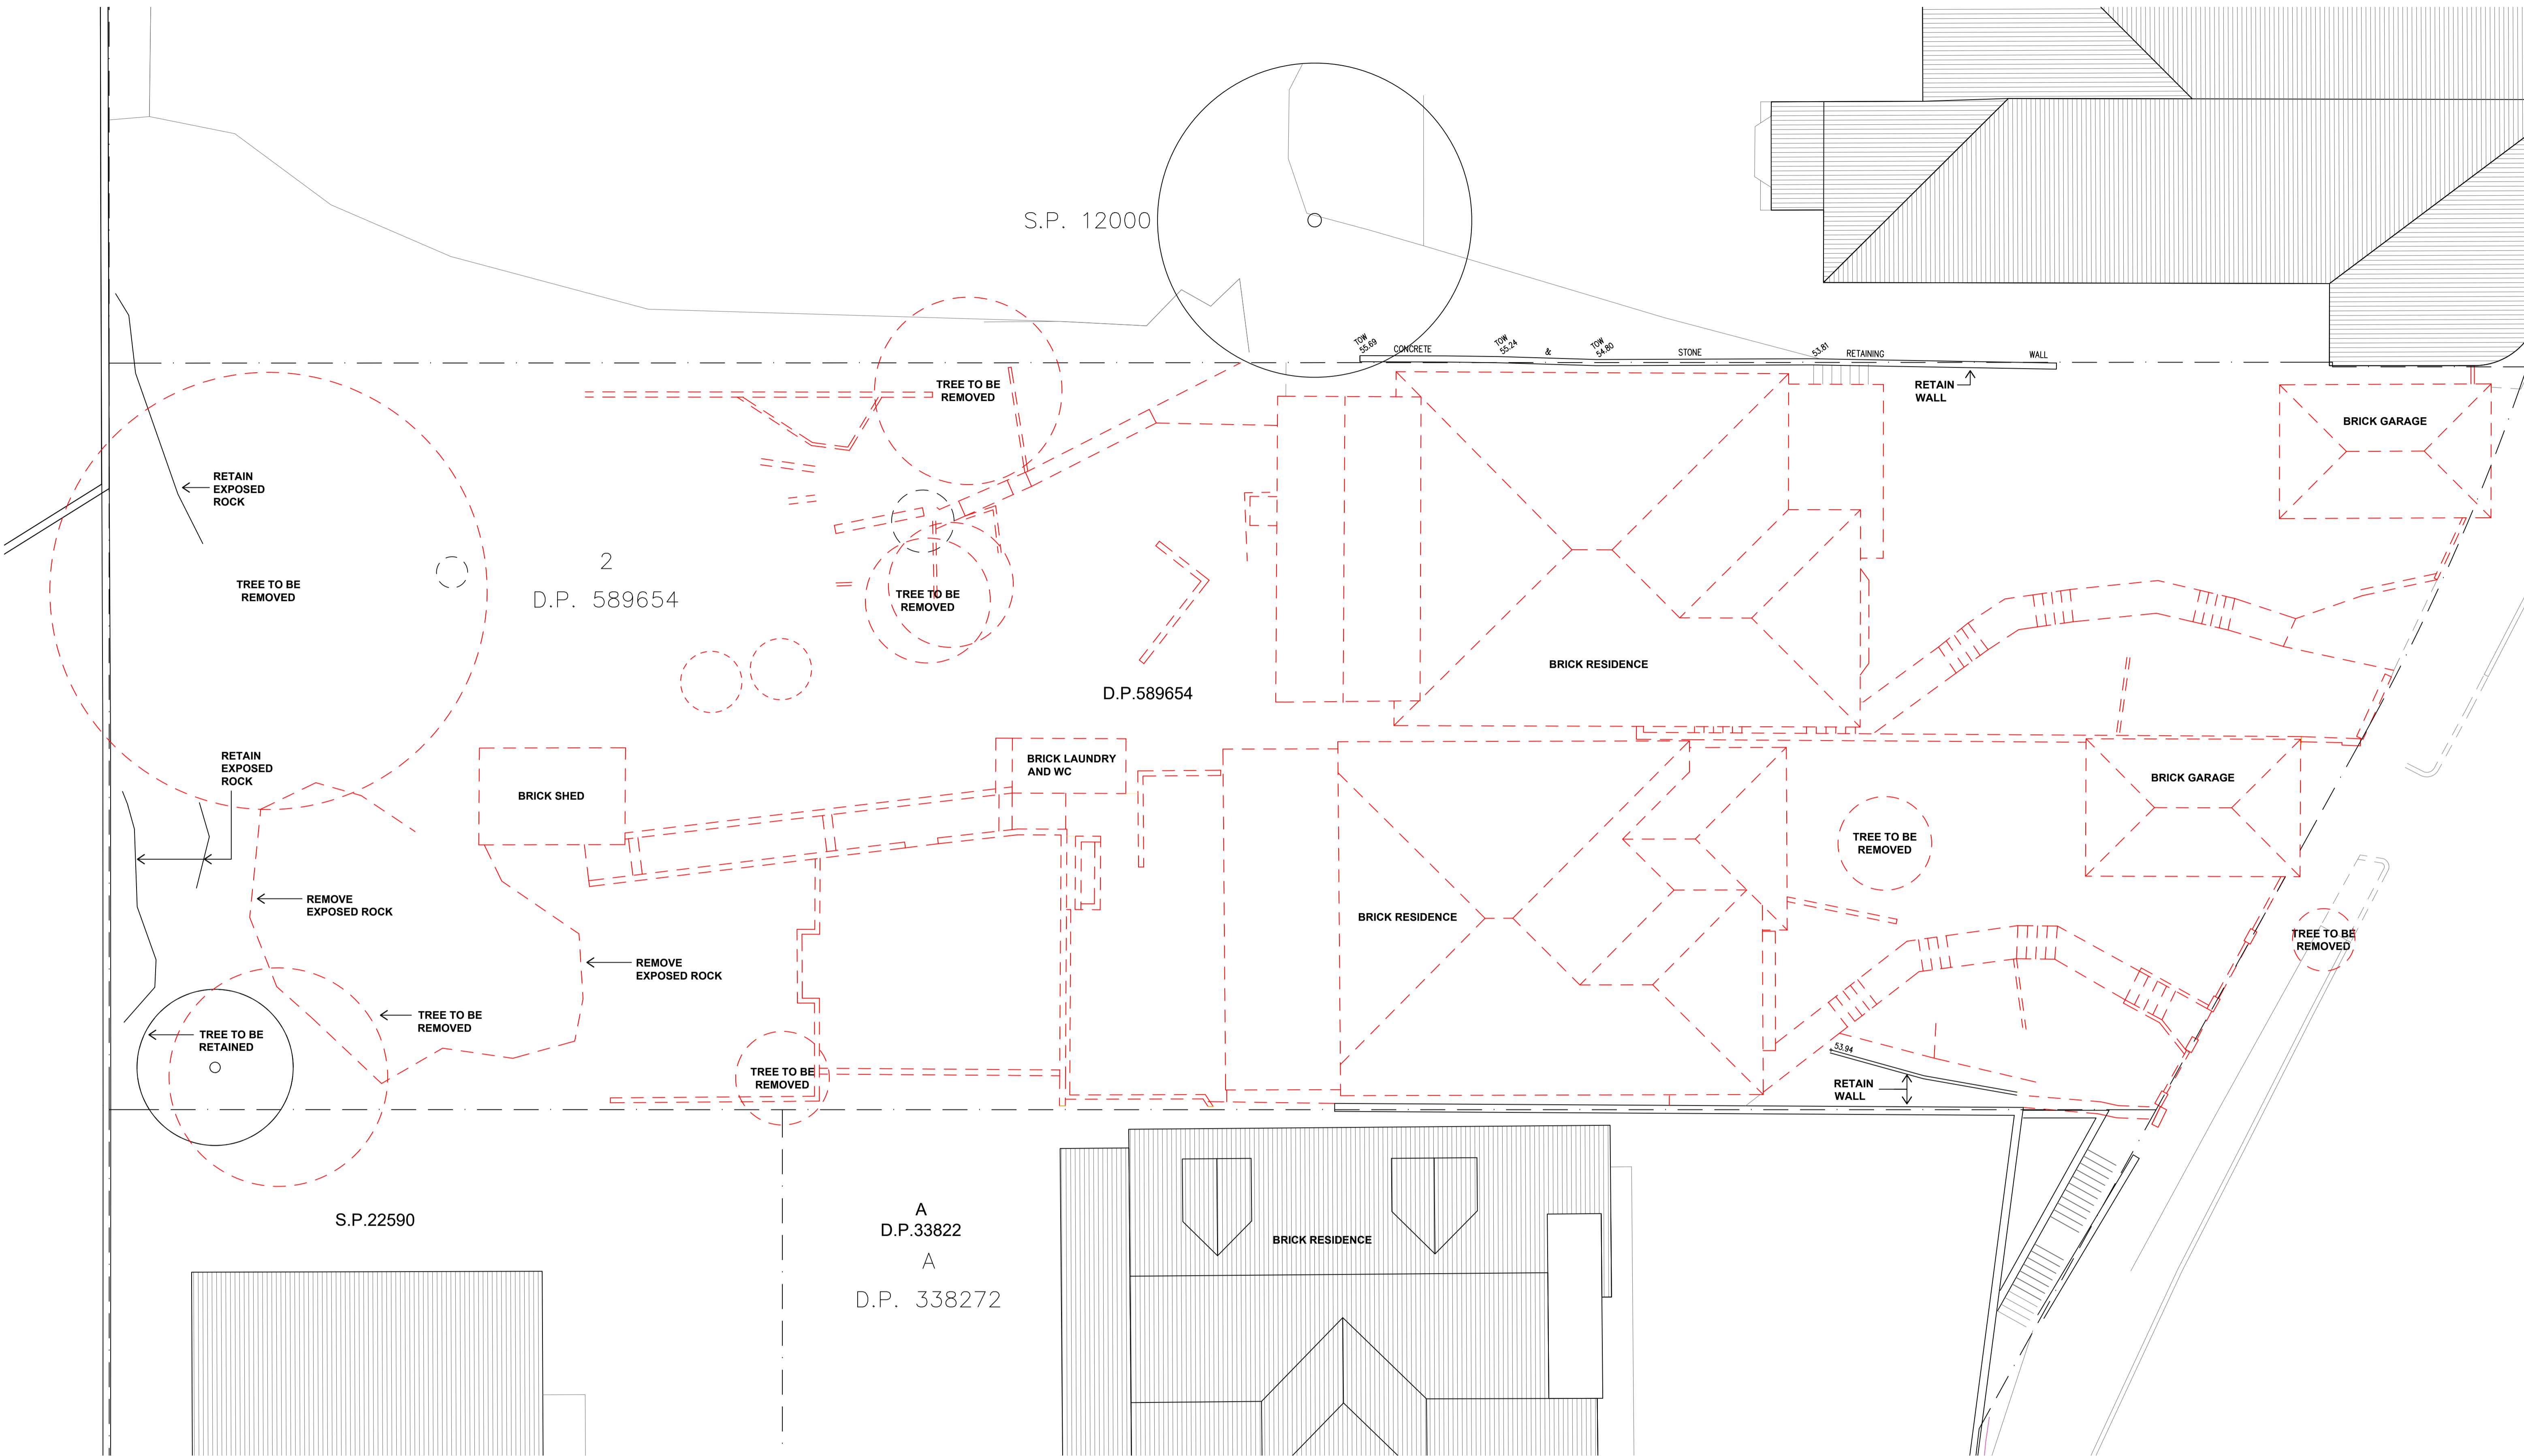 S.P. 12000
TOW
55.69
CONCRETE
TOW
55.24
&
TOW
54.80
STONE
53.81
RETAINING
WALL
TREE TO BE
REMOVED
RETAIN
WALL
BRICK GARAGE
RETAIN
EXPOSED
ROCK
TREE TO BE
REMOVED
2
D.P. 589654
TREE TO BE
REMOVED
D.P.589654
BRICK RESIDENCE
RETAIN
EXPOSED
ROCK
BRICK SHED
BRICK LAUNDRY
AND WC
BRICK GARAGE
TREE TO BE
REMOVED
REMOVE
EXPOSED ROCK
BRICK RESIDENCE
TREE TO BE
REMOVED
REMOVE
EXPOSED ROCK
TREE TO BE
REMOVED
TREE TO BE
RETAINED
TREE TO BE
REMOVED
53.94
RETAIN
WALL
S.P.22590
A
D.P.33822
A
D.P. 338272
BRICK RESIDENCE